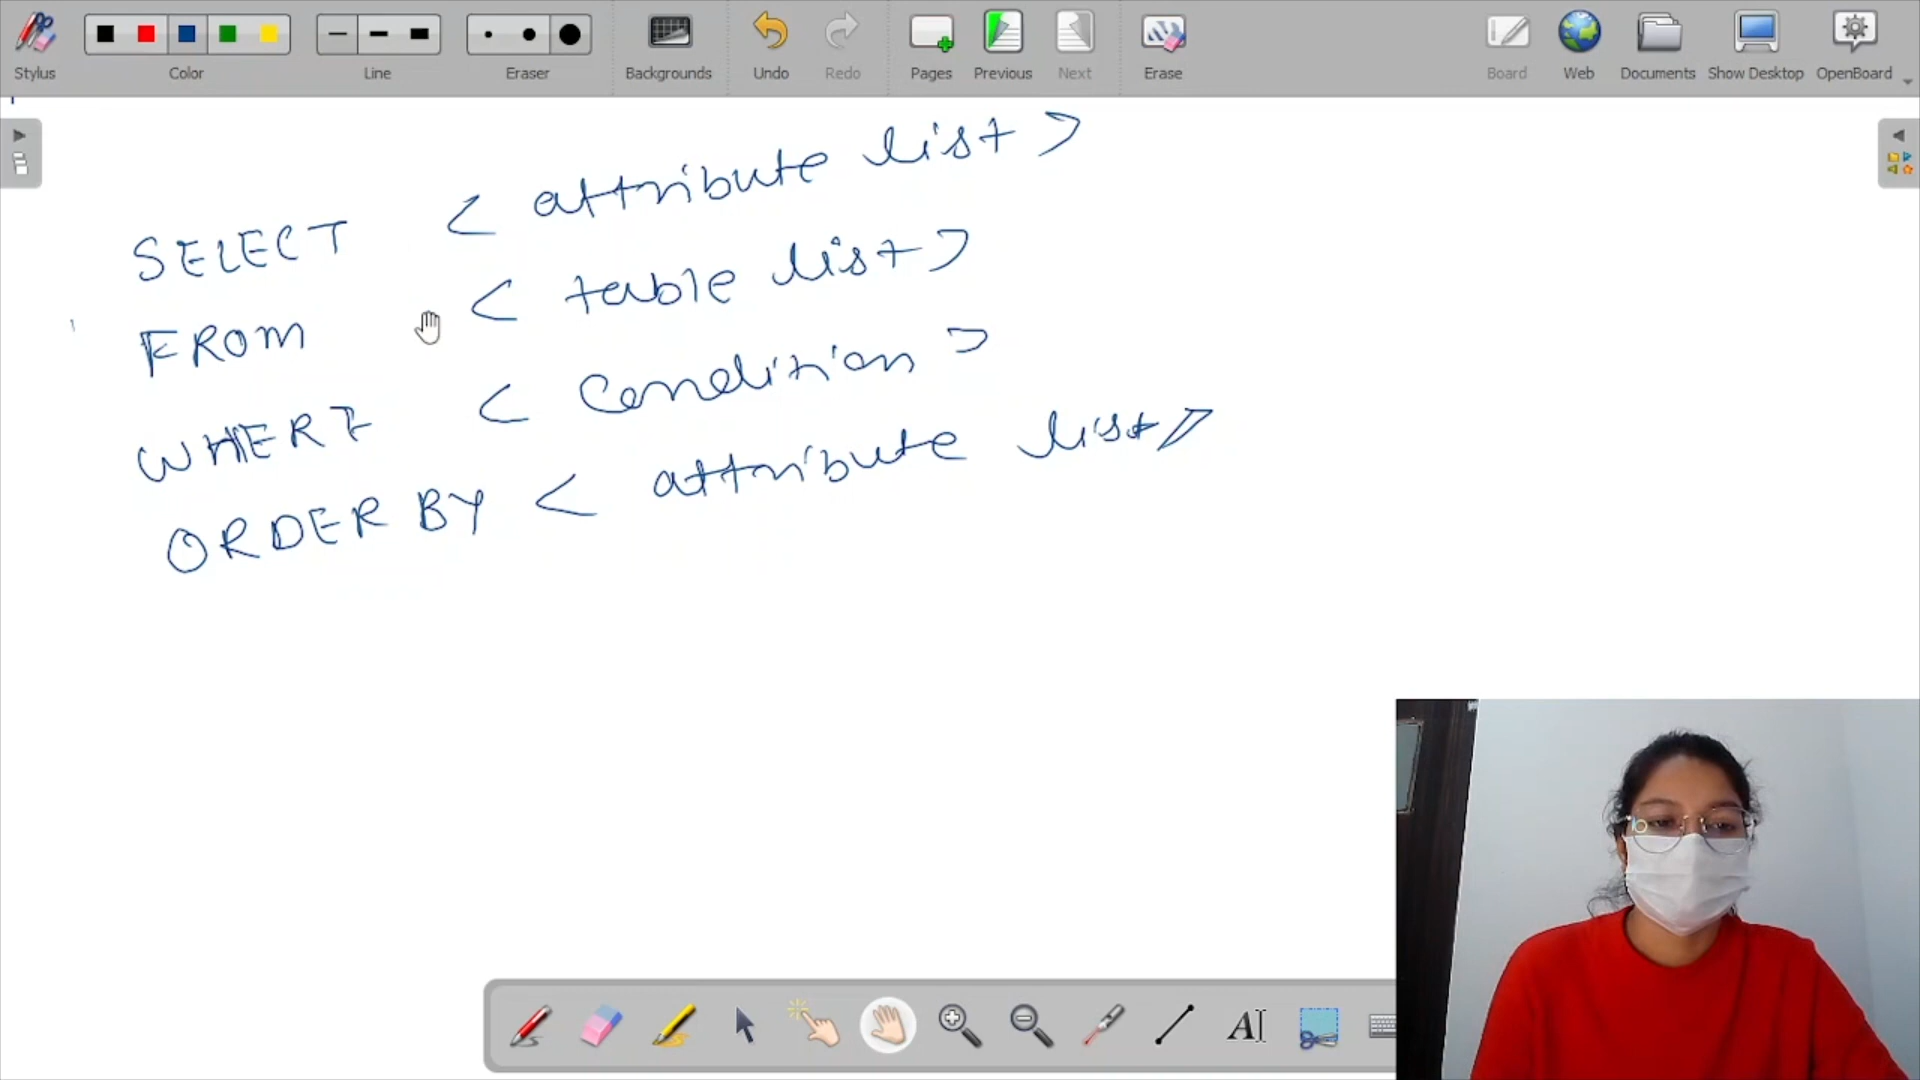 Stylus
Color
Line
Eraser
Backgrounds
Undo
Redo
Pages
Previous
Next
Erase
Board
Web
Documents
Show Desktop
OpenBoard
SELECT < attribute list >
FROM < table list >
WHERE < Condition >
ORDER BY < attribute list >